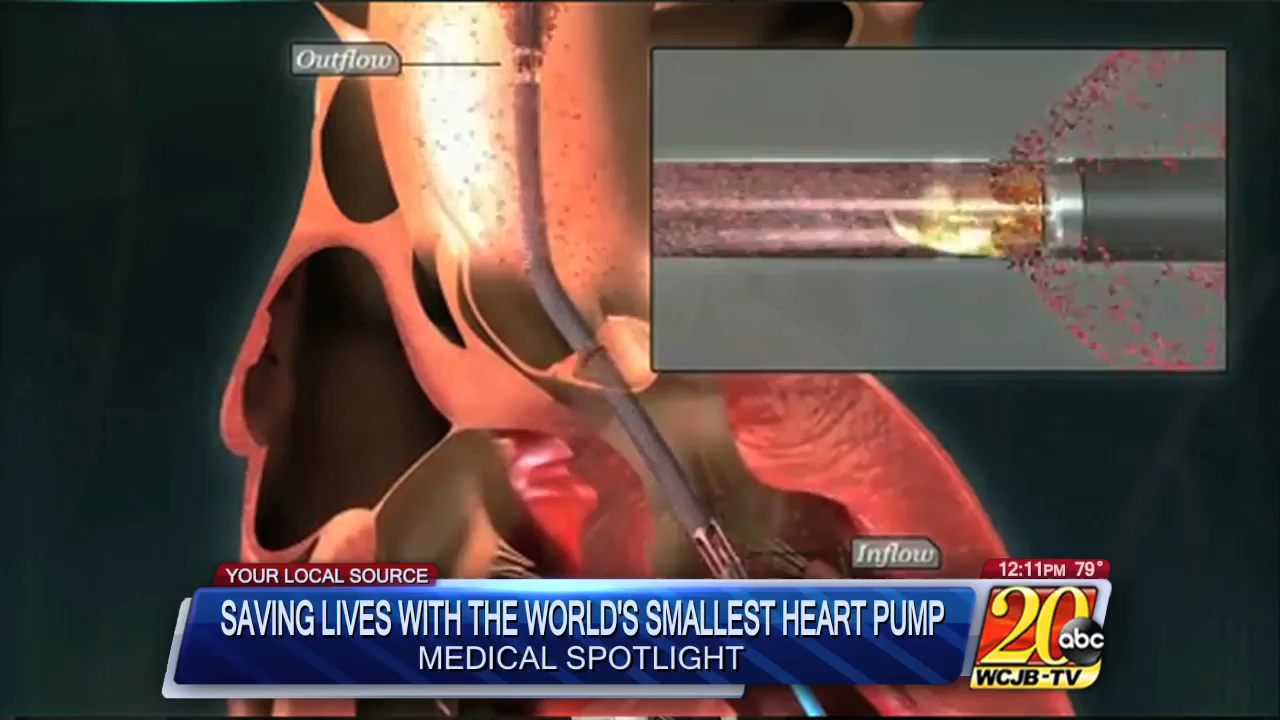 Outflow
Inflow
YOUR LOCAL SOURCE
12:11PM 79°
SAVING LIVES WITH THE WORLD'S SMALLEST HEART PUMP
MEDICAL SPOTLIGHT
20
abc
WCJB-TV